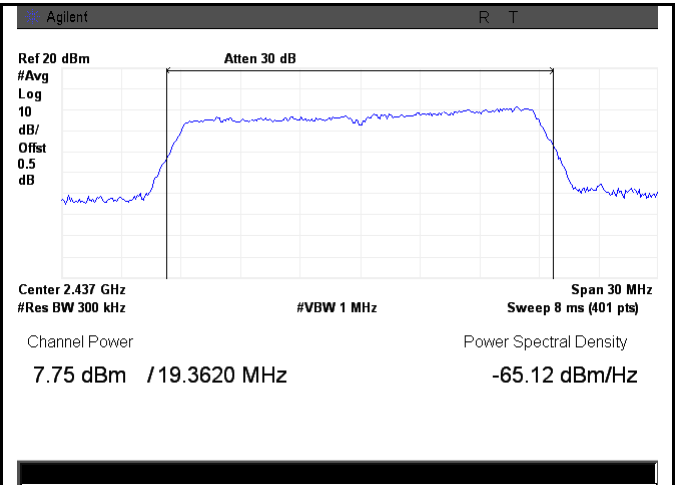 Agilent R T
Ref 20 dBm Atten 30 dB
#Avg
Log
10
dB/
Offst
0.5
dB
Center 2.437 GHz Span 30 MHz
#Res BW 300 kHz #VBW 1 MHz Sweep 8 ms (401 pts)
Channel Power Power Spectral Density
7.75 dBm / 19.3620 MHz -65.12 dBm/Hz